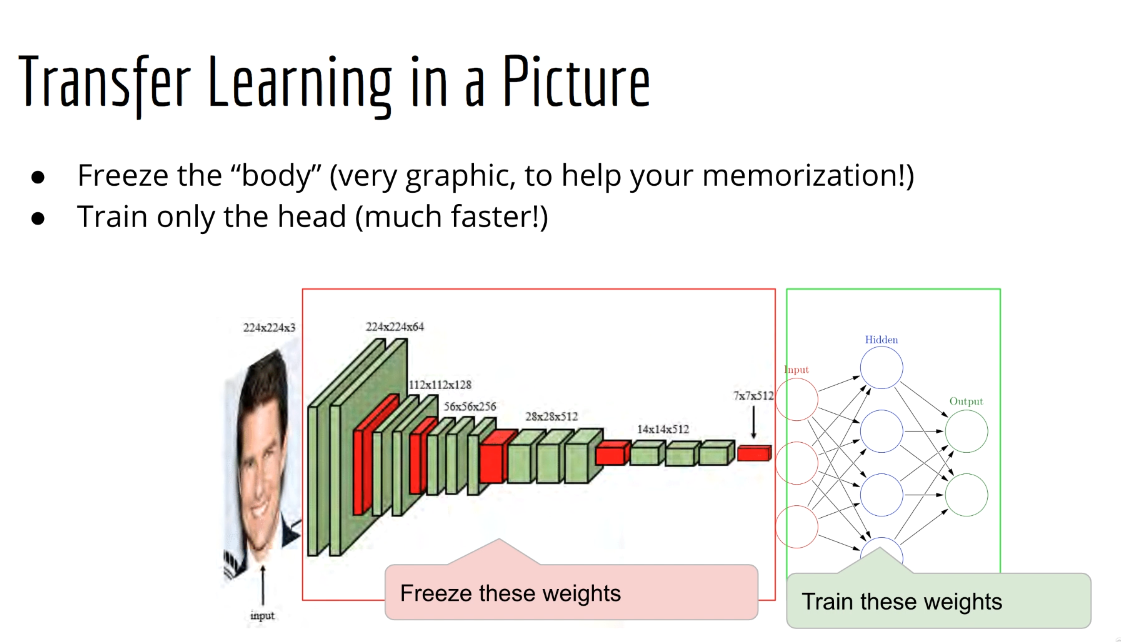 Transfer Learning in a Picture
● Freeze the “body” (very graphic, to help your memorization!)
● Train only the head (much faster!)
224x224x3
224x224x64
112x112x128
56x56x256
28x28x512
14x14x512
7x7x512
input
Input
Hidden
Output
Freeze these weights
Train these weights